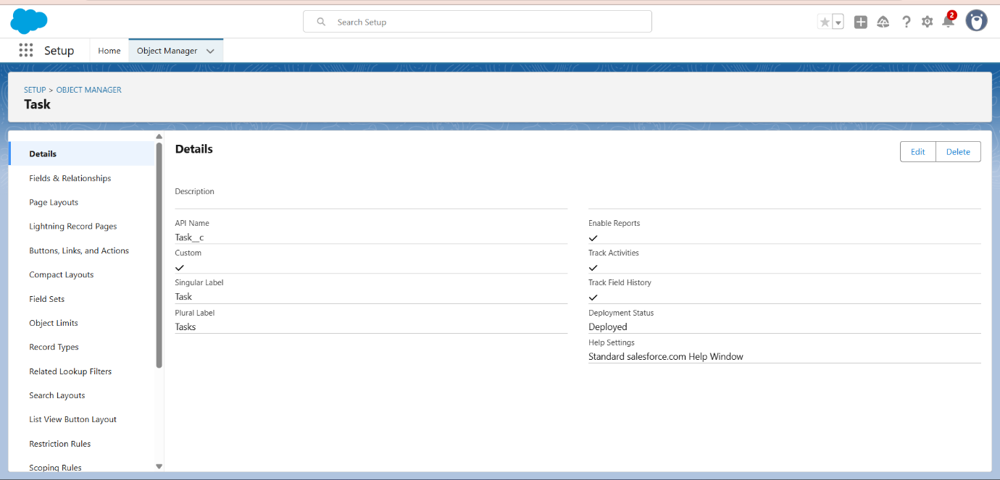 Search Setup
2
Setup
Home
Object Manager
SETUP > OBJECT MANAGER
Task
Details
Fields & Relationships
Page Layouts
Lightning Record Pages
Buttons, Links, and Actions
Compact Layouts
Field Sets
Object Limits
Record Types
Related Lookup Filters
Search Layouts
List View Button Layout
Restriction Rules
Scoping Rules
Details
Edit
Delete
Description
API Name
Task__c
Custom
Singular Label
Task
Plural Label
Tasks
Enable Reports
Track Activities
Track Field History
Deployment Status
Deployed
Help Settings
Standard salesforce.com Help Window